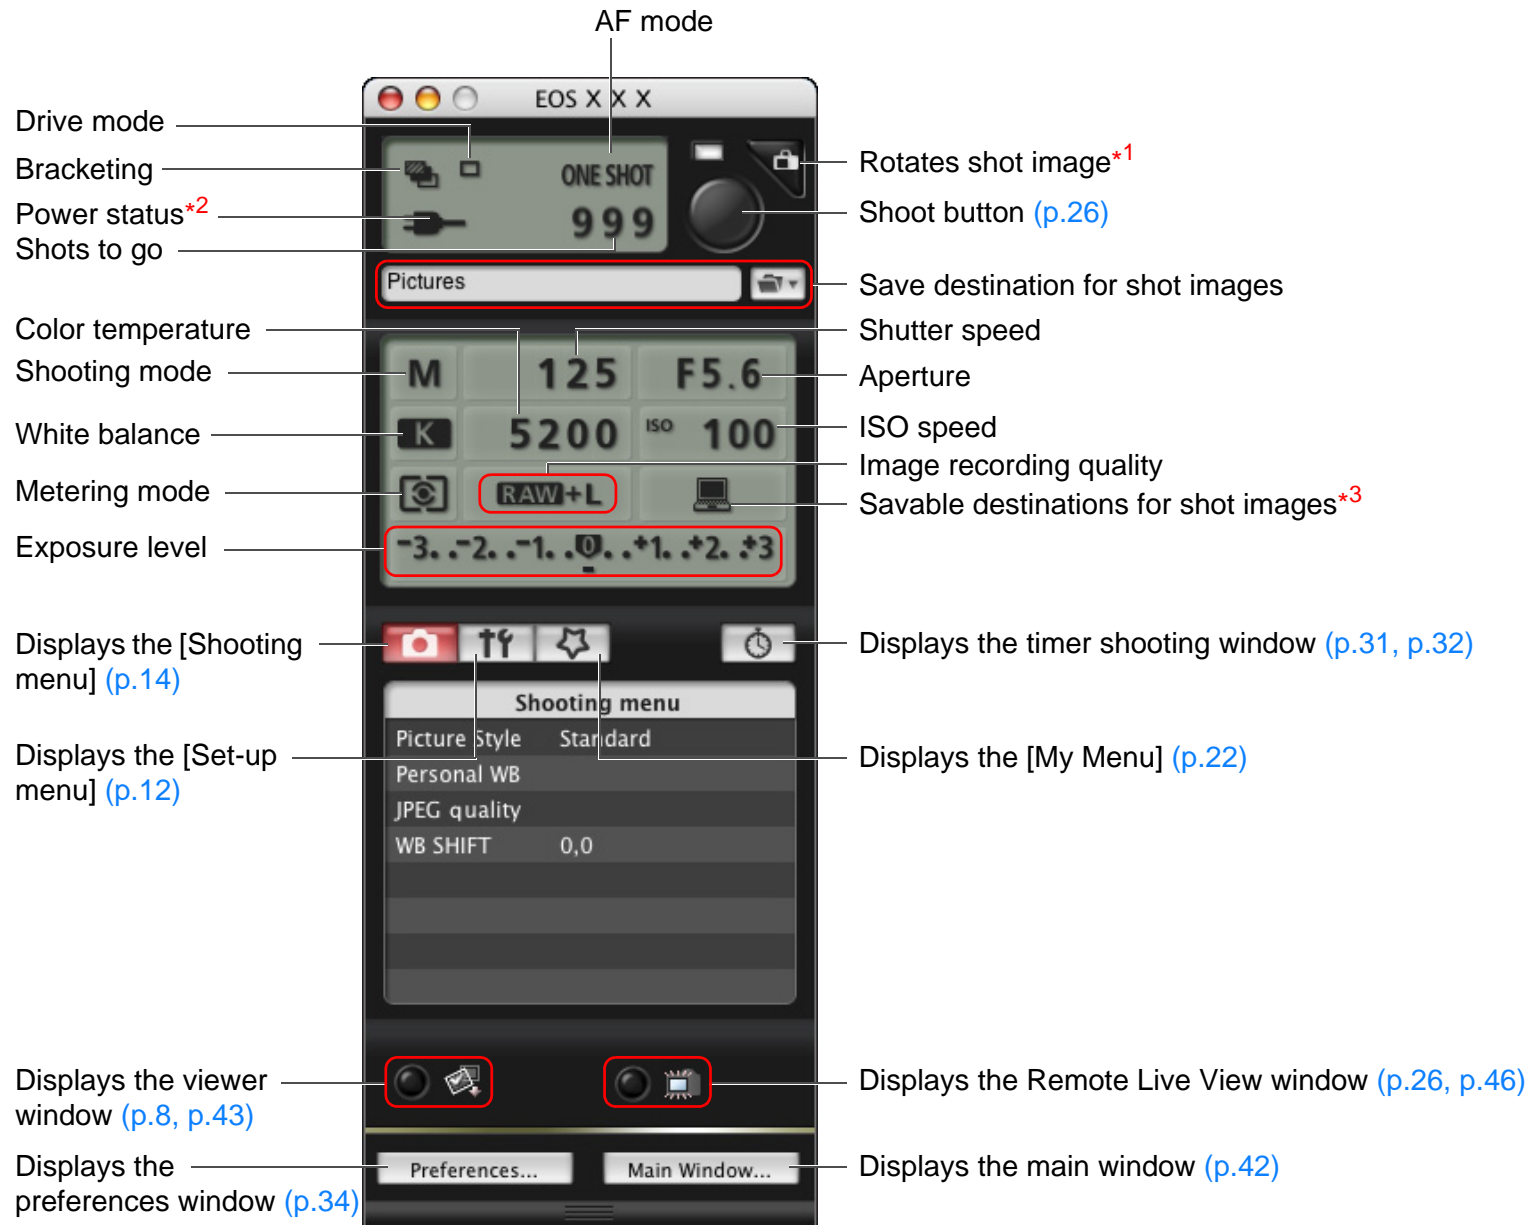 AF mode
EOS X X X
Drive mode
Bracketing
Power status*2
Shots to go
ONE SHOT
999
Rotates shot image*1
Shoot button (p.26)
Pictures
Save destination for shot images
Color temperature
Shooting mode
White balance
Metering mode
Exposure level
M 125 F5.6
K 5200 ISO 100
RAW+L
-3. .-2. .-1. .0. .+1. .+2. .+3
Shutter speed
Aperture
ISO speed
Image recording quality
Savable destinations for shot images*3
Displays the [Shooting
menu] (p.14)
Displays the timer shooting window (p.31, p.32)
Displays the [Set-up
menu] (p.12)
Shooting menu
Picture Style Standard
Personal WB
JPEG quality
WB SHIFT 0,0
Displays the [My Menu] (p.22)
Displays the viewer
window (p.8, p.43)
Displays the Remote Live View window (p.26, p.46)
Displays the
preferences window (p.34)
Preferences...
Main Window...
Displays the main window (p.42)